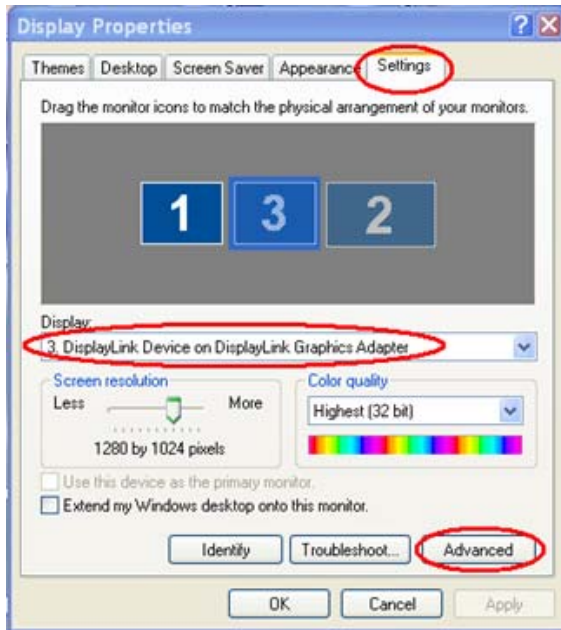 Display Properties
Themes Desktop Screen Saver Appearance Settings
Drag the monitor icons to match the physical arrangement of your monitors.
1 3 2
Display:
3. DisplayLink Device on DisplayLink Graphics Adapter
Screen resolution Color quality
Less More Highest (32 bit)
1280 by 1024 pixels
Use this device as the primary monitor.
Extend my Windows desktop onto this monitor.
Identify Troubleshoot... Advanced
OK Cancel Apply